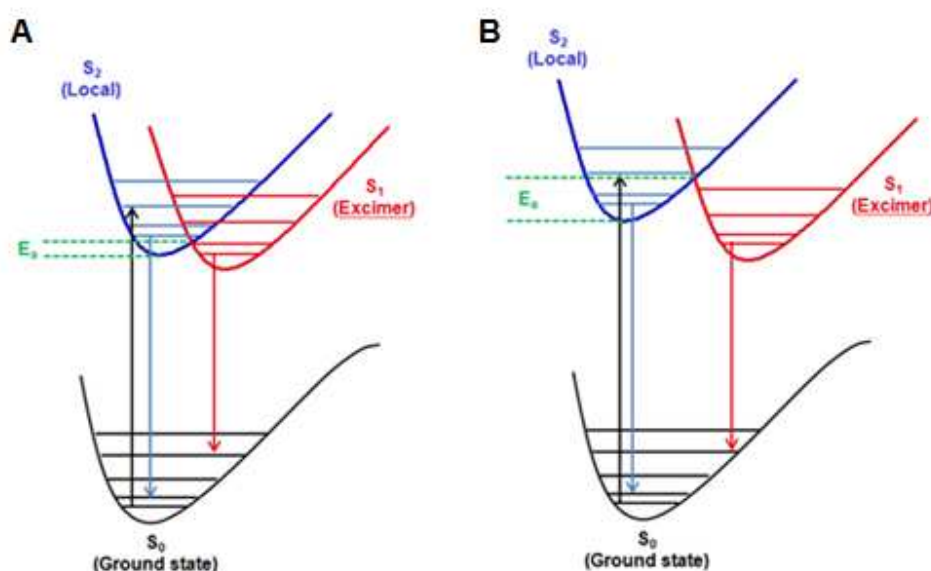 A
S₂
(Local)
Eₐ
S₁
(Excimer)
S₀
(Ground state)
B
S₂
(Local)
Eₐ
S₁
(Excimer)
S₀
(Ground state)